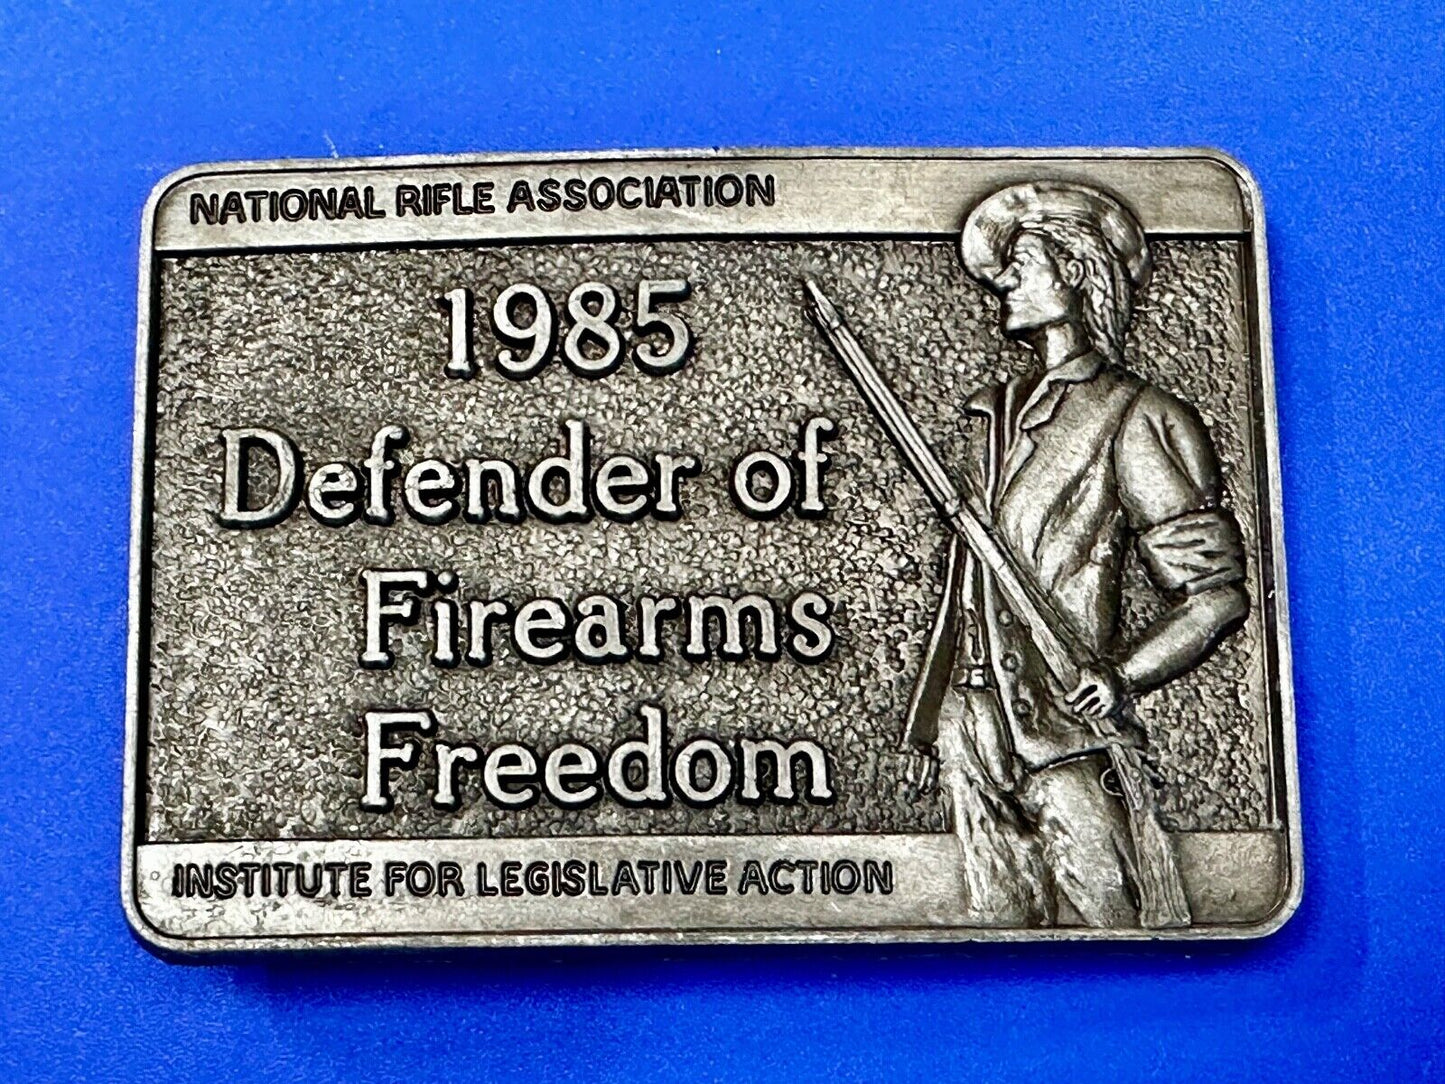 NATIONAL RIFLE ASSOCIATION
1985
Defender of
Firearms
Freedom
INSTITUTE FOR LEGISLATIVE ACTION